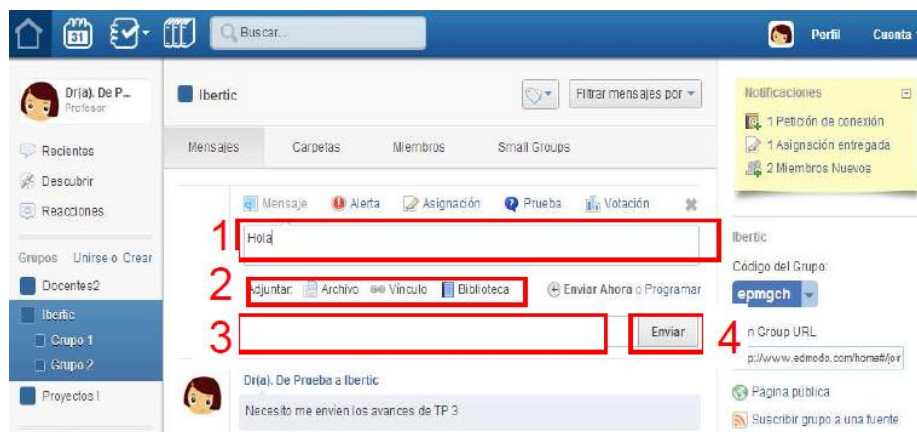 31
Buscar...
Perfil
Cuenta
Dr(a). De P...
Profesor
Recientes
Descubrir
Reacciones
Grupos Unirse o Crear
Docentes2
Ibertic
Grupo 1
Grupo 2
Proyectos I
Ibertic
Filtrar mensajes por
Mensajes Carpetas Miembros Small Groups
Mensaje Alerta Asignación Prueba Votación
1
Hola
2
Adjuntar: Archivo Vínculo Biblioteca Enviar Ahora o Programar
3
Enviar
4
Dr(a). De Prueba a Ibertic
Necesito me envien los avances de TP 3
Notificaciones
1 Petición de conexión
1 Asignación entregada
2 Miembros Nuevos
Ibertic
Código del Grupo:
epmgch
n Group URL
p://www.edmodo.com/home#/joir
Página pública
Suscribir grupo a una fuente